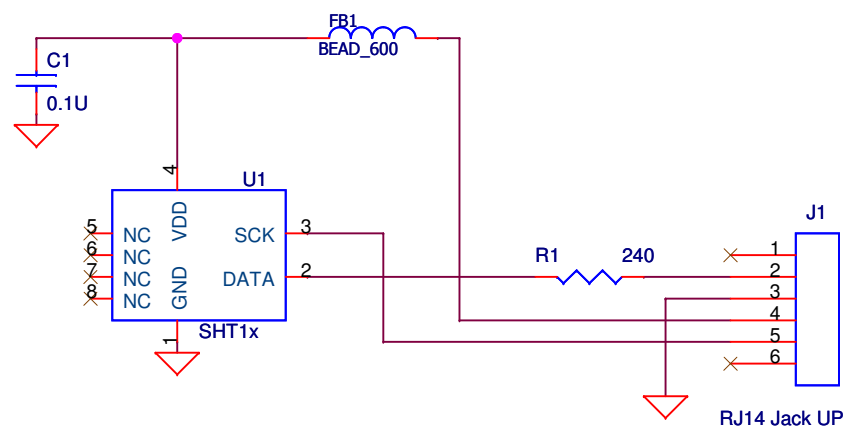 FB1
BEAD_600
C1
0.1U
4
U1
5
NC
VDD
SCK
3
6
NC
7
NC
GND
DATA
2
8
NC
SHT1x
1
R1
240
J1
1
2
3
4
5
6
RJ14 Jack UP